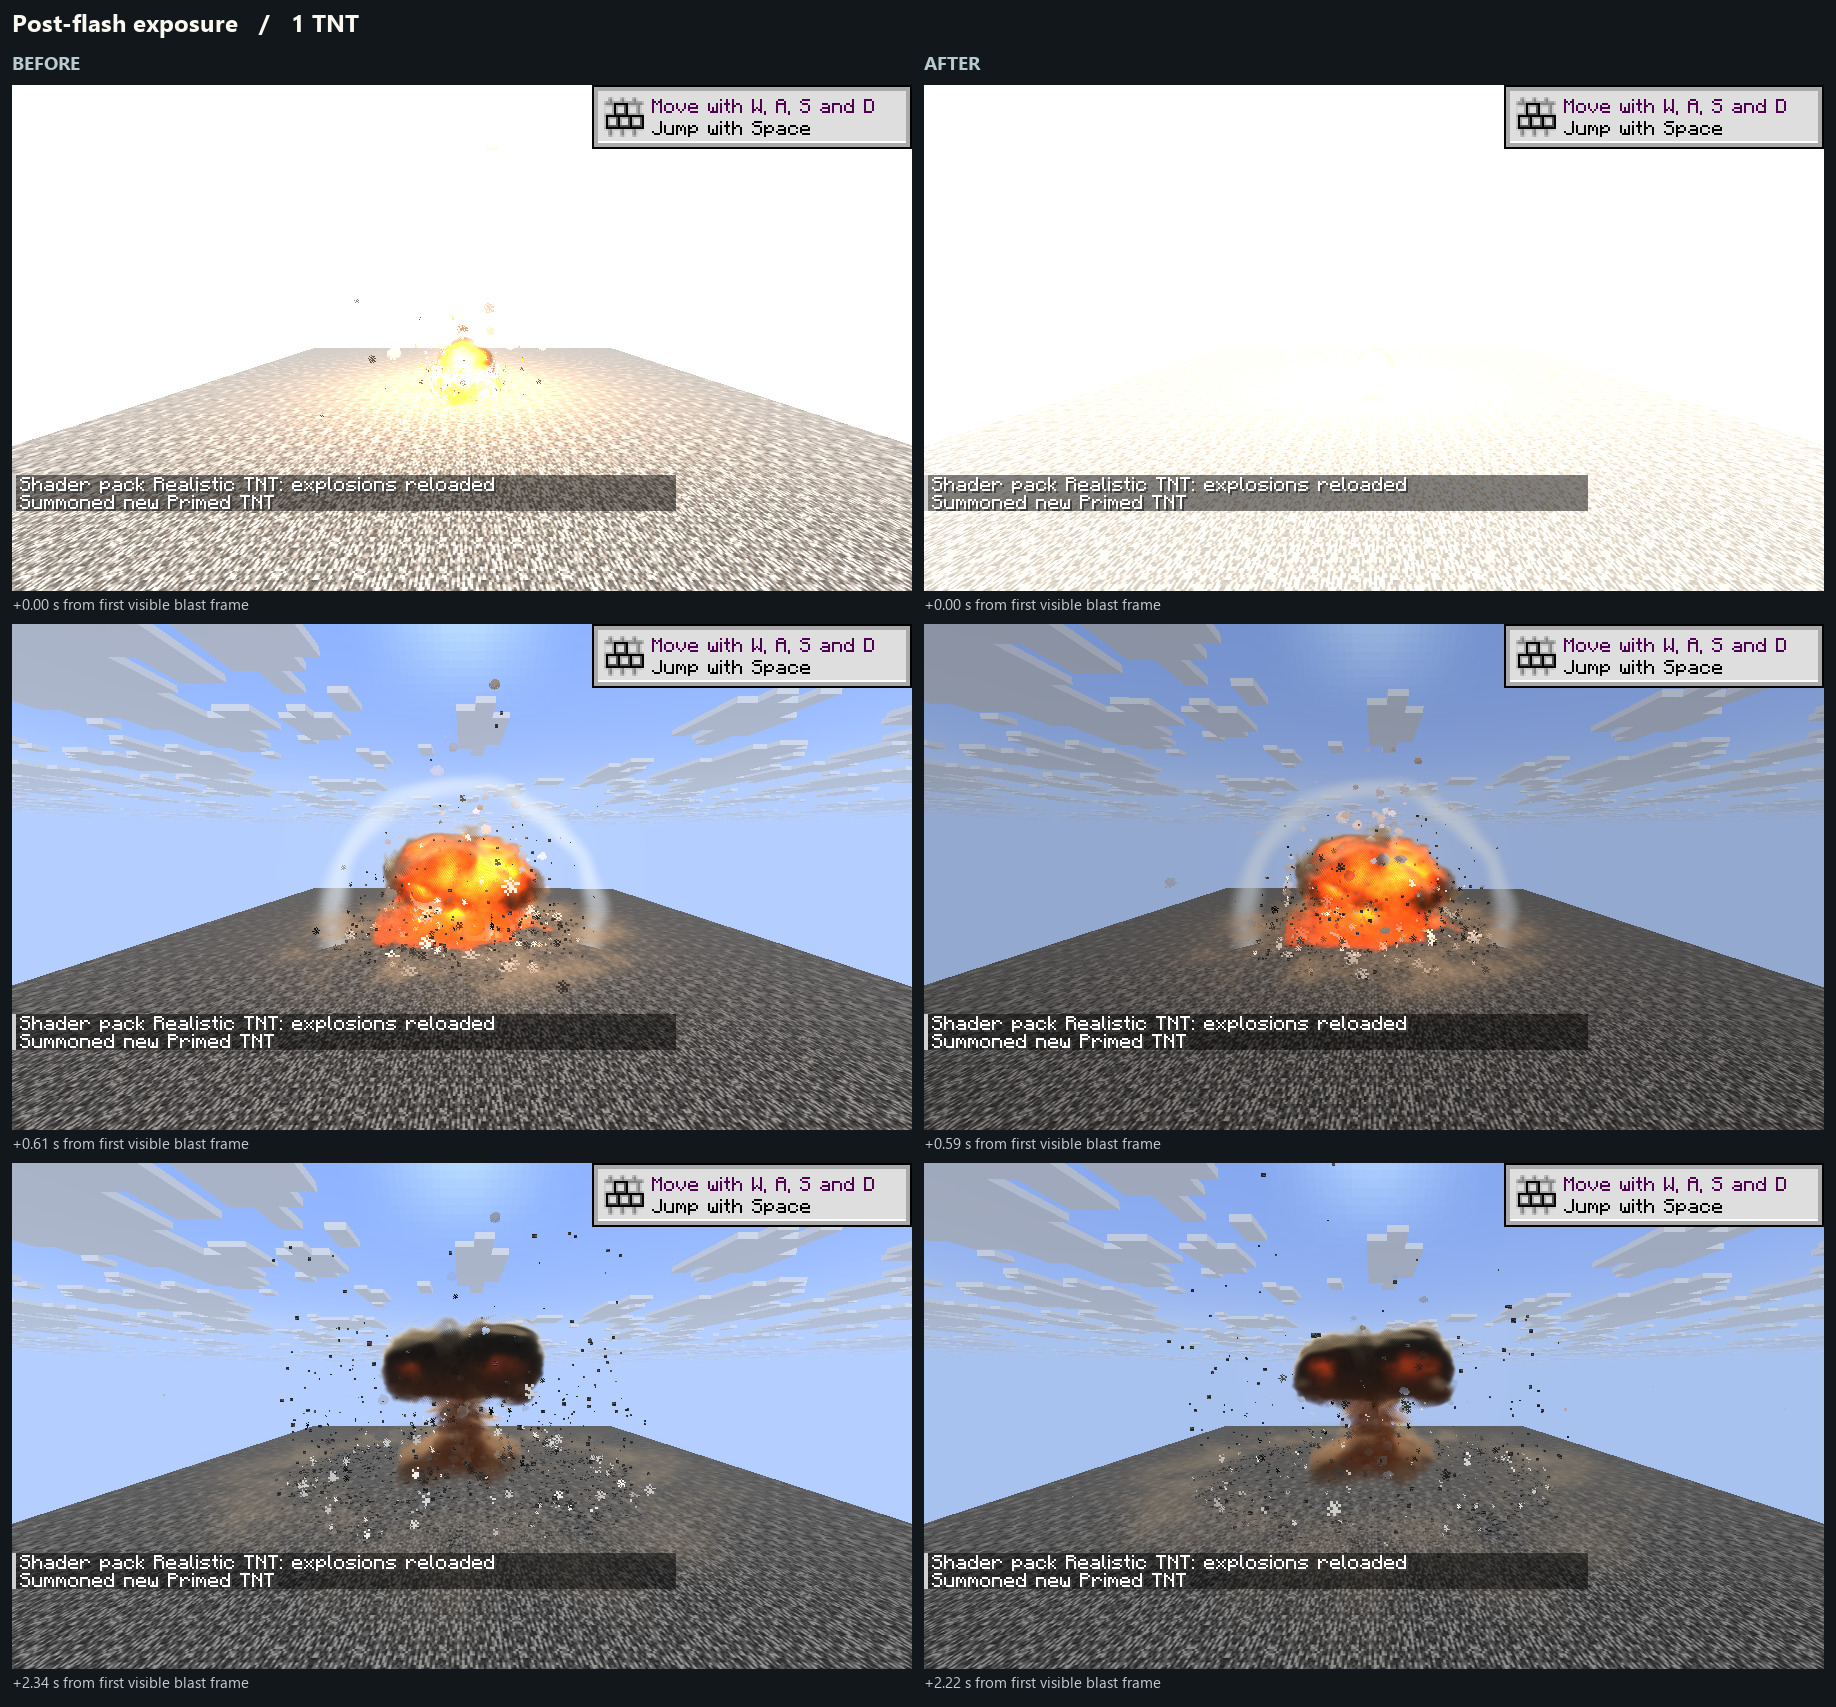 Post-flash exposure / 1 TNT
BEFORE
AFTER
Move with W, A, S and D
Jump with Space
Shader pack Realistic TNT: explosions reloaded
Summoned new Primed TNT
+0.00 s from first visible blast frame
Move with W, A, S and D
Jump with Space
Shader pack Realistic TNT: explosions reloaded
Summoned new Primed TNT
+0.00 s from first visible blast frame
Move with W, A, S and D
Jump with Space
Shader pack Realistic TNT: explosions reloaded
Summoned new Primed TNT
+0.61 s from first visible blast frame
Move with W, A, S and D
Jump with Space
Shader pack Realistic TNT: explosions reloaded
Summoned new Primed TNT
+0.59 s from first visible blast frame
Move with W, A, S and D
Jump with Space
Shader pack Realistic TNT: explosions reloaded
Summoned new Primed TNT
+2.34 s from first visible blast frame
Move with W, A, S and D
Jump with Space
Shader pack Realistic TNT: explosions reloaded
Summoned new Primed TNT
+2.22 s from first visible blast frame